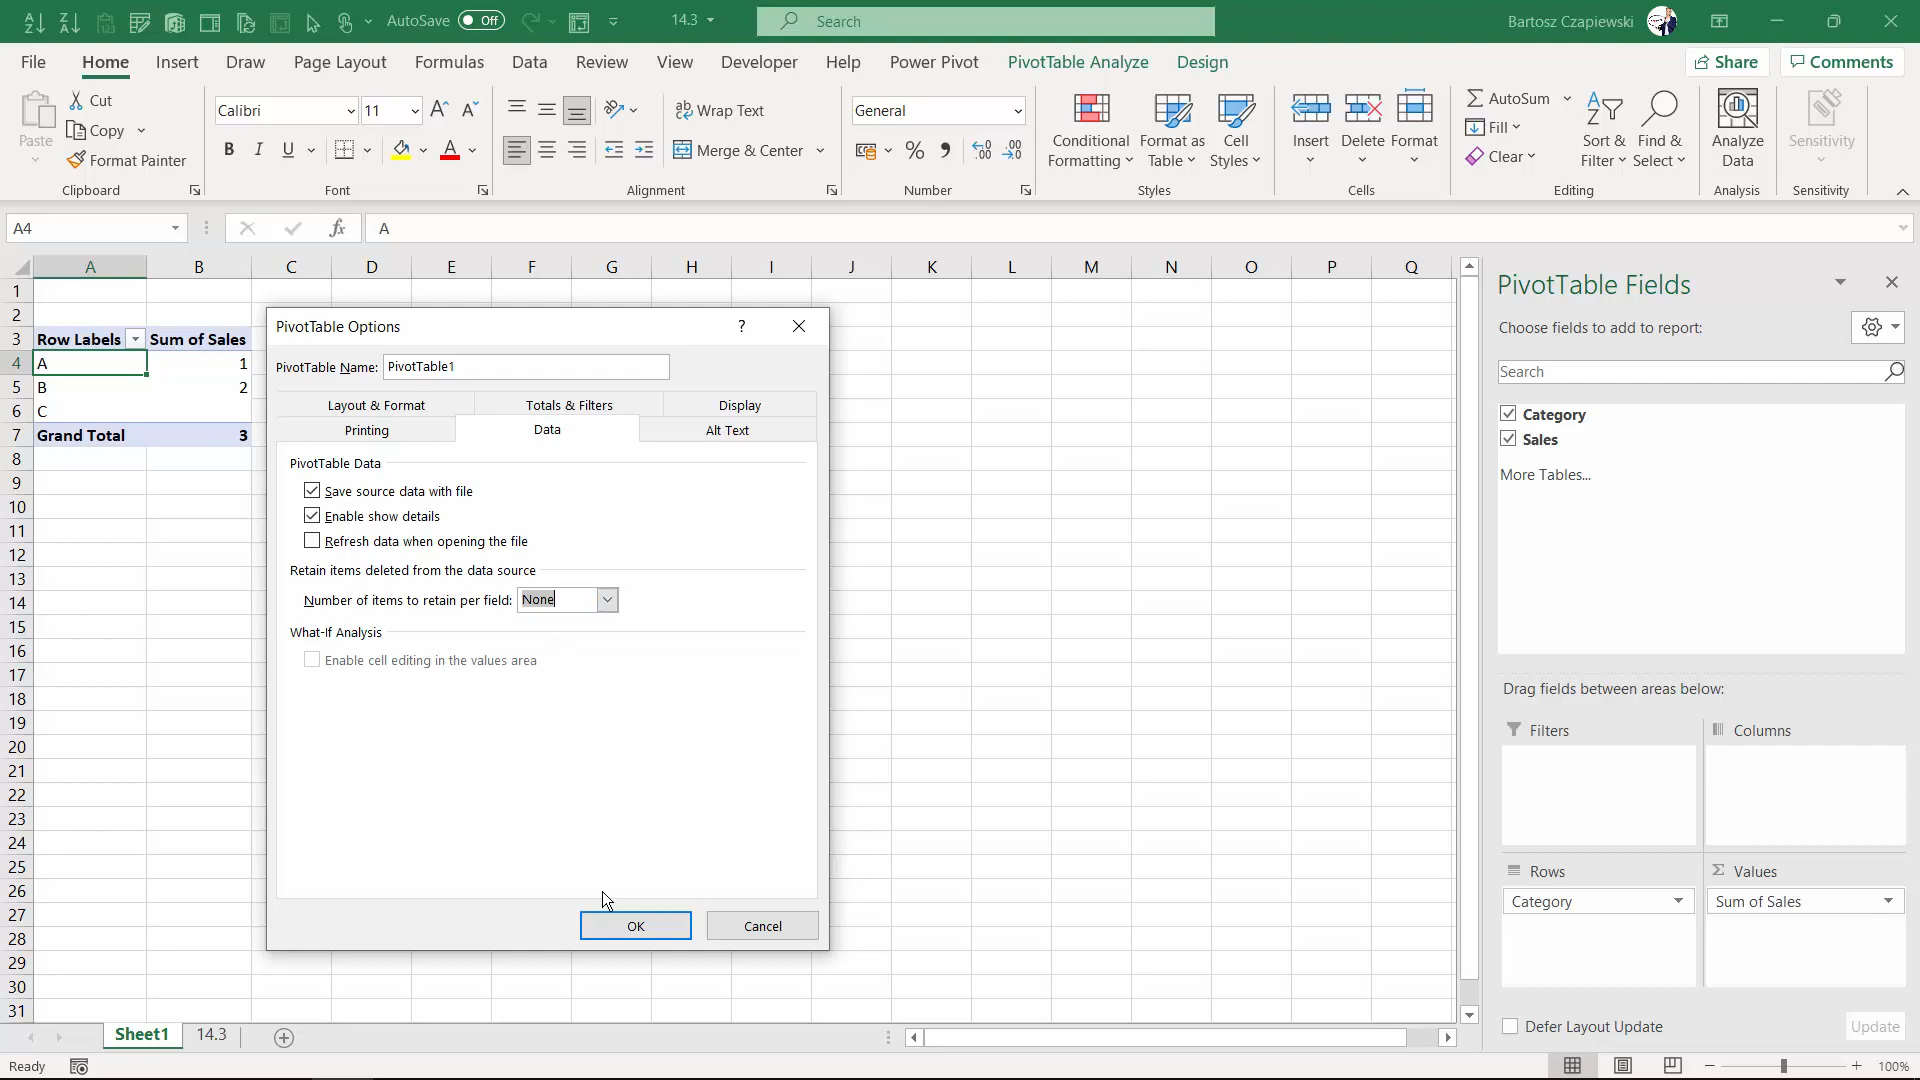 AutoSave Off 14.3 Search Bartosz Czapiewski
File Home Insert Draw Page Layout Formulas Data Review View Developer Help Power Pivot PivotTable Analyze Design Share Comments
Paste Cut Copy Format Painter Clipboard
Calibri 11 B I U Font
Wrap Text Merge & Center Alignment
General Number
Conditional Formatting Format as Table Cell Styles Styles
Insert Delete Format Cells
AutoSum Fill Clear Sort & Filter Find & Select Editing
Analyze Data Analysis
Sensitivity Sensitivity
A4 fx A
A B C D E F G H I J K L M N O P Q
1
2
3 Row Labels Sum of Sales
4 A 1
5 B 2
6 C
7 Grand Total 3
8
9
10
11
12
13
14
15
16
17
18
19
20
21
22
23
24
25
26
27
28
29
30
31
PivotTable Options ?
PivotTable Name: PivotTable1
Layout & Format Totals & Filters Display
Printing Data Alt Text
PivotTable Data
Save source data with file
Enable show details
Refresh data when opening the file
Retain items deleted from the data source
Number of items to retain per field: None
What-If Analysis
Enable cell editing in the values area
OK Cancel
PivotTable Fields
Choose fields to add to report:
Search
Category
Sales
More Tables...
Drag fields between areas below:
Filters Columns
Rows Values
Category Sum of Sales
Defer Layout Update Update
Sheet1 14.3
Ready 100%